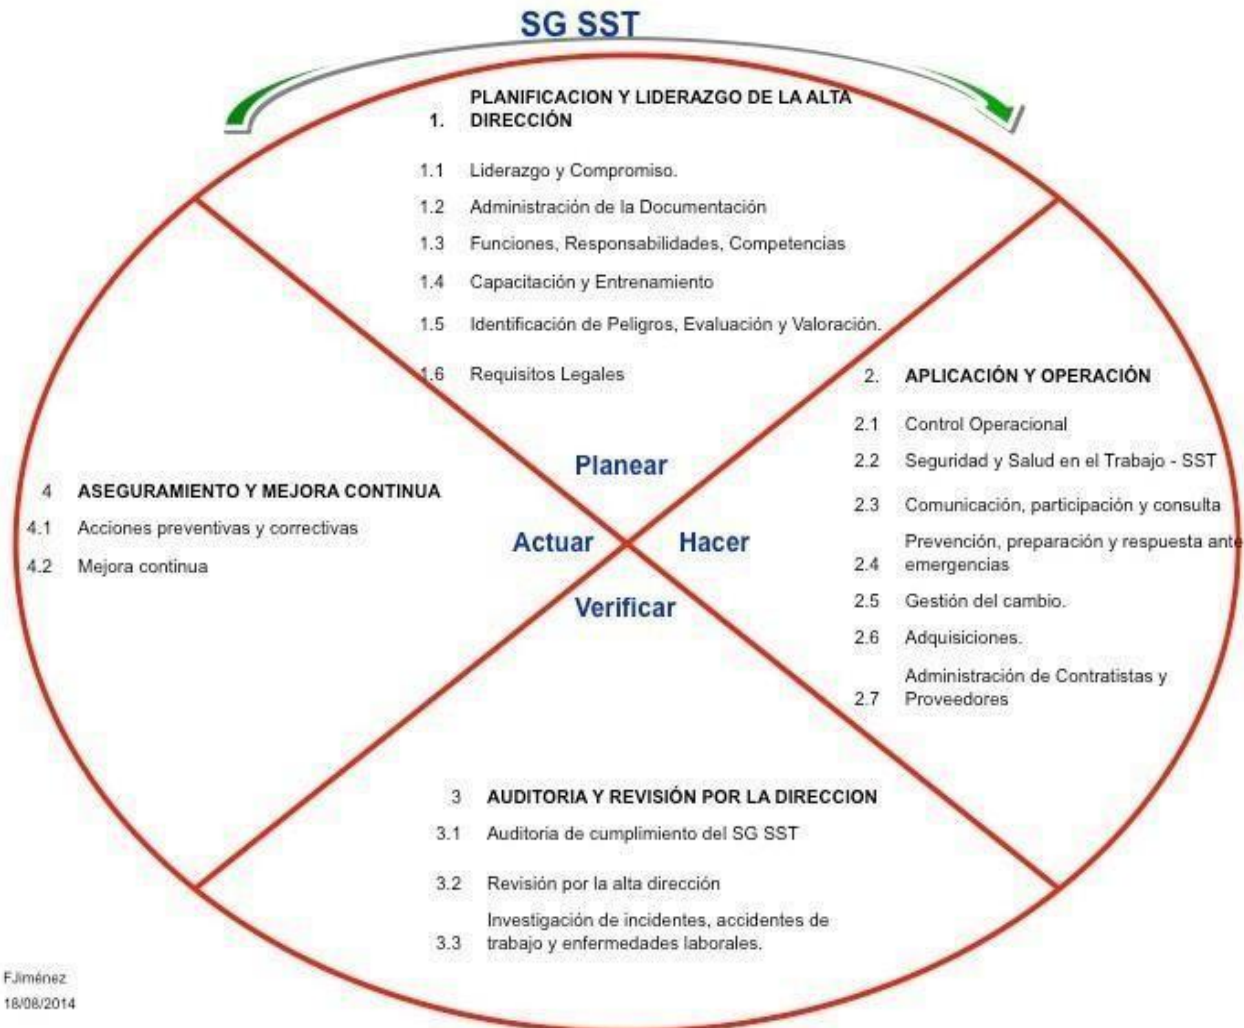 SG SST
1. PLANIFICACION Y LIDERAZGO DE LA ALTA
DIRECCIÓN
1.1 Liderazgo y Compromiso.
1.2 Administración de la Documentación
1.3 Funciones, Responsabilidades, Competencias
1.4 Capacitación y Entrenamiento
1.5 Identificación de Peligros, Evaluación y Valoración.
1.6 Requisitos Legales
Planear
2. APLICACIÓN Y OPERACIÓN
2.1 Control Operacional
2.2 Seguridad y Salud en el Trabajo - SST
2.3 Comunicación, participación y consulta
2.4 Prevención, preparación y respuesta ante
emergencias
2.5 Gestión del cambio.
2.6 Adquisiciones.
2.7 Administración de Contratistas y
Proveedores
Hacer
4 ASEGURAMIENTO Y MEJORA CONTINUA
4.1 Acciones preventivas y correctivas
4.2 Mejora continua
Actuar
Verificar
3 AUDITORIA Y REVISIÓN POR LA DIRECCION
3.1 Auditoria de cumplimiento del SG SST
3.2 Revisión por la alta dirección
3.3 Investigación de incidentes, accidentes de
trabajo y enfermedades laborales.
FJiménez
18/08/2014